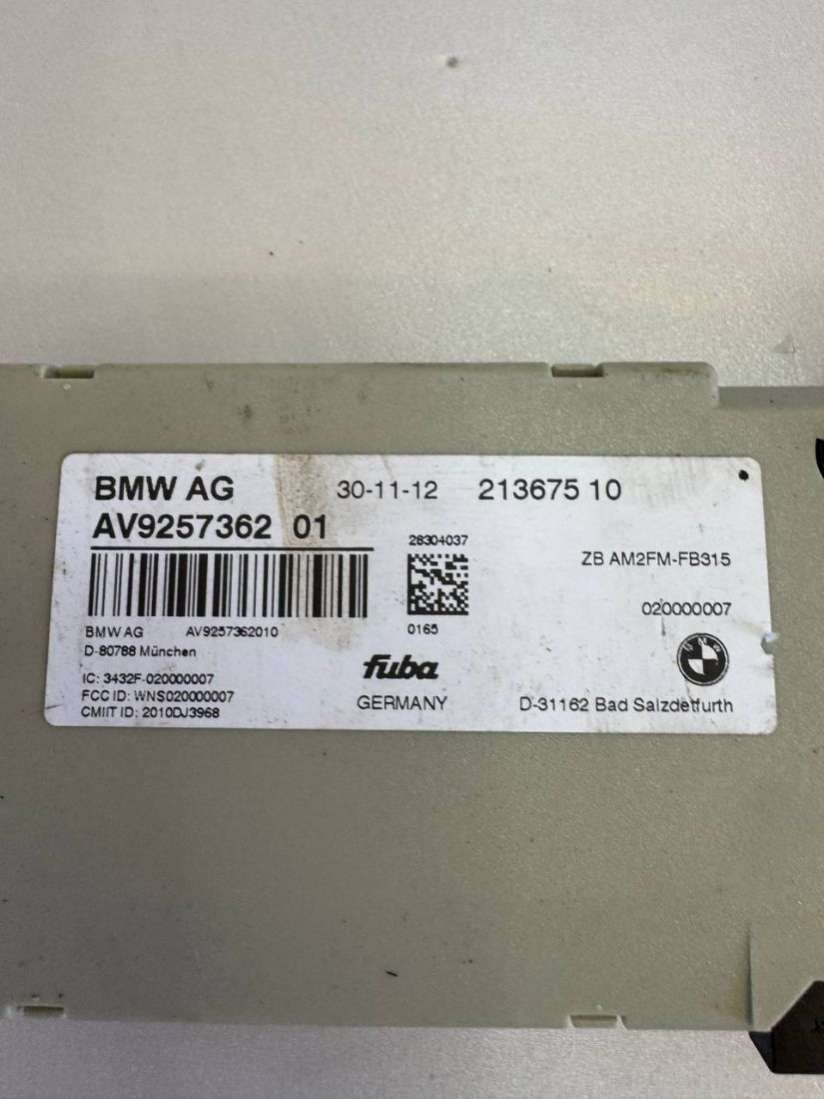 BMW AG 30-11-12 213675 10
AV9257362 01
28304037
ZB AM2FM-FB315
020000007
BMW AG AV9257362010
0165
D-80788 München
fuba
BMW
IC: 3432F-020000007
FCC ID: WNS020000007
GERMANY D-31162 Bad Salzdetfurth
CMIIT ID: 2010DJ3968